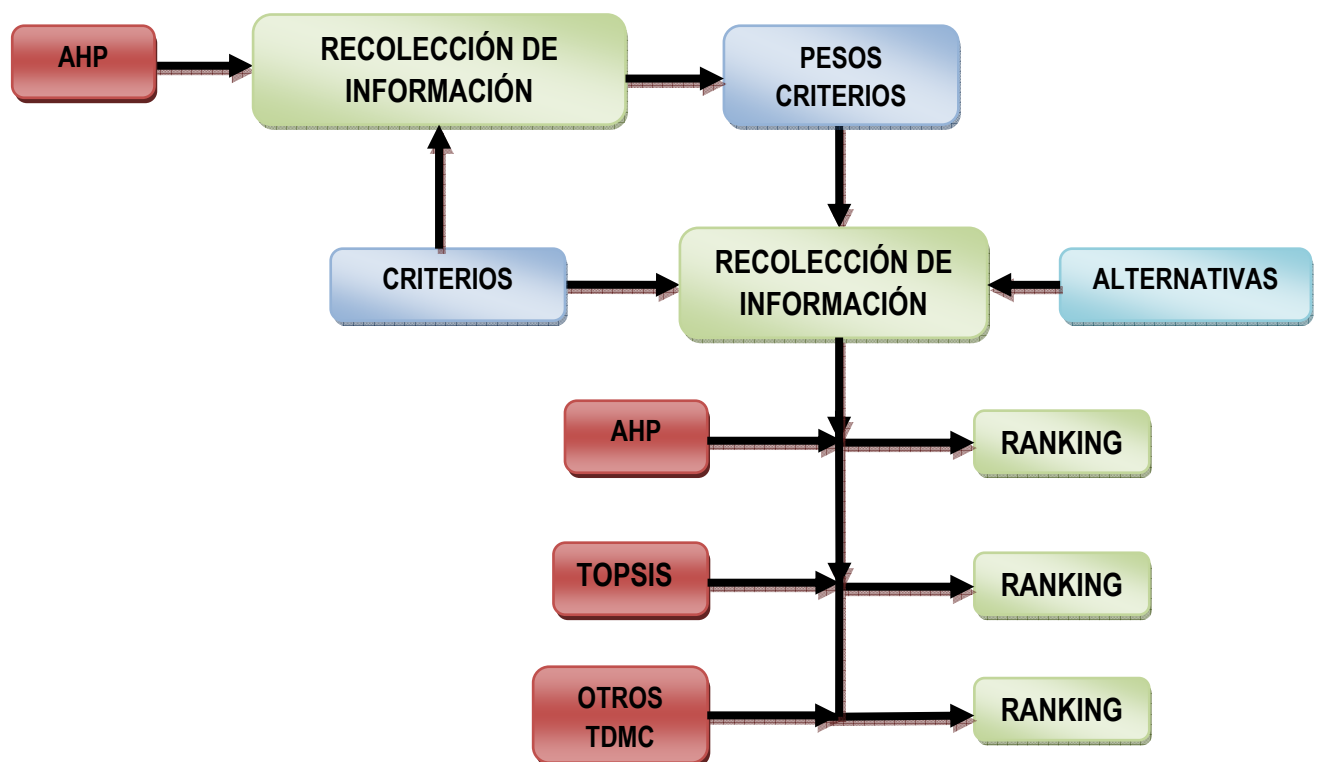 AHP
RECOLECCIÓN DE
INFORMACIÓN
PESOS
CRITERIOS
CRITERIOS
RECOLECCIÓN DE
INFORMACIÓN
ALTERNATIVAS
AHP
RANKING
TOPSIS
RANKING
OTROS
TDMC
RANKING